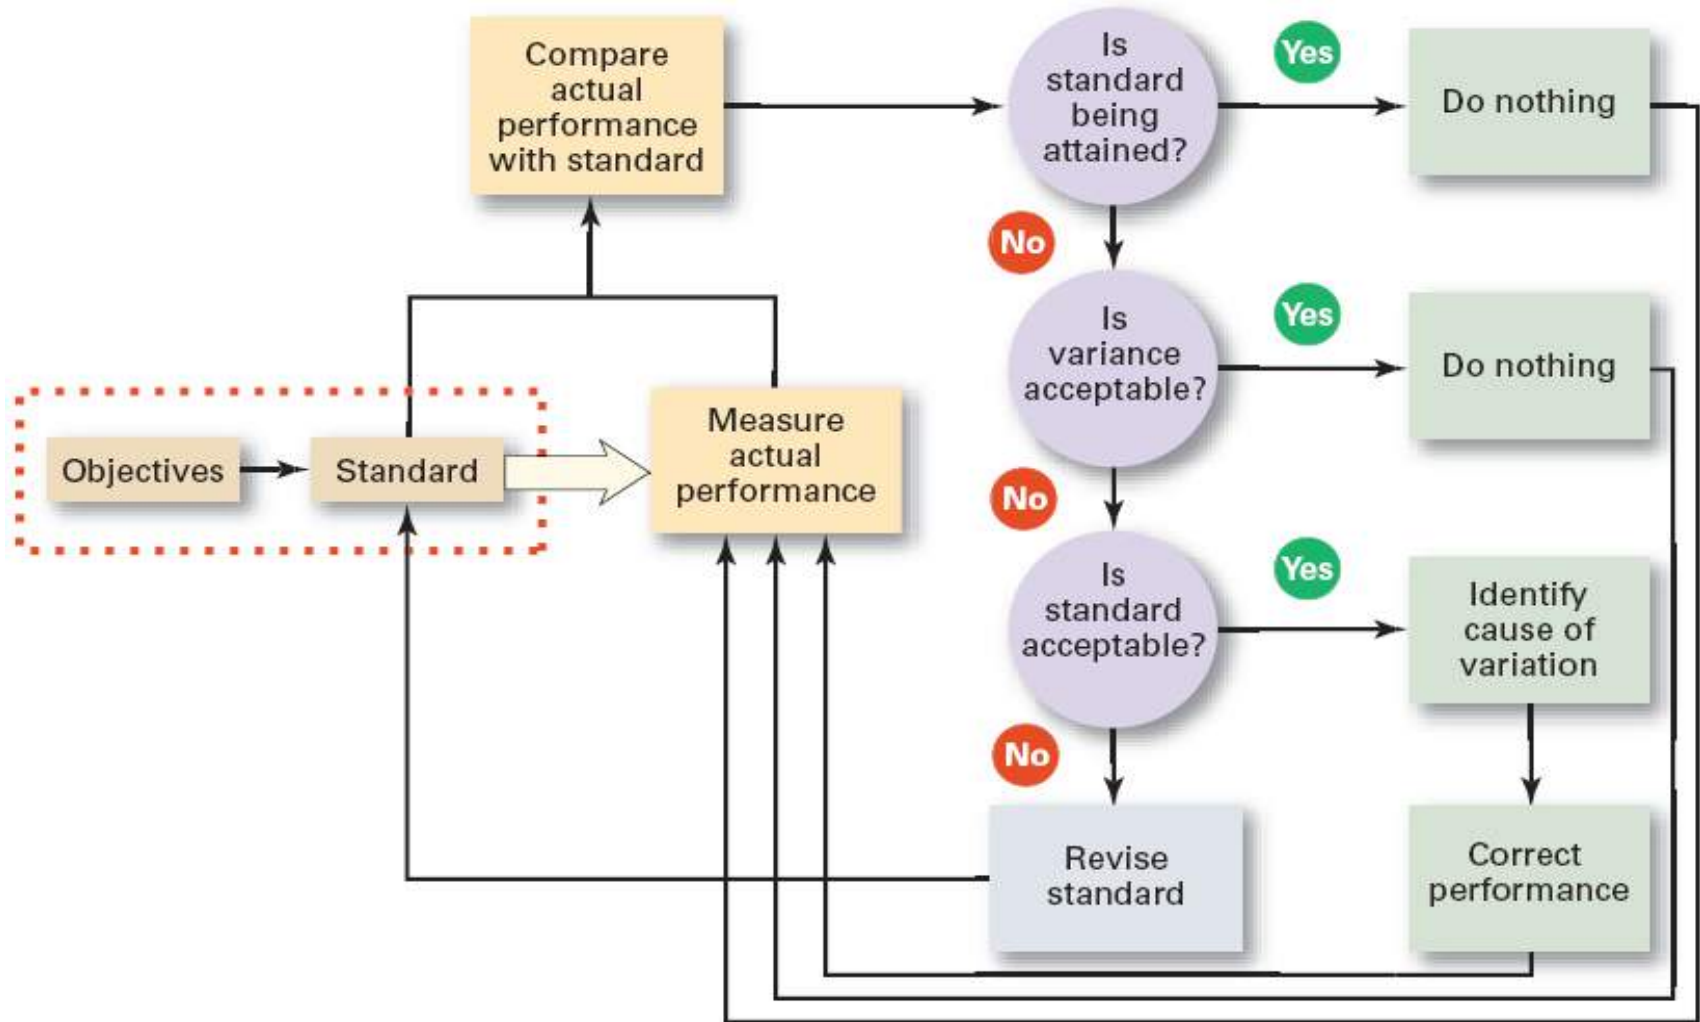 Compare
actual
performance
with standard
Is
standard
being
attained?
Yes
Do nothing
No
Is
variance
acceptable?
Yes
Do nothing
Objectives
Standard
Measure
actual
performance
No
Is
standard
acceptable?
Yes
Identify
cause of
variation
No
Revise
standard
Correct
performance